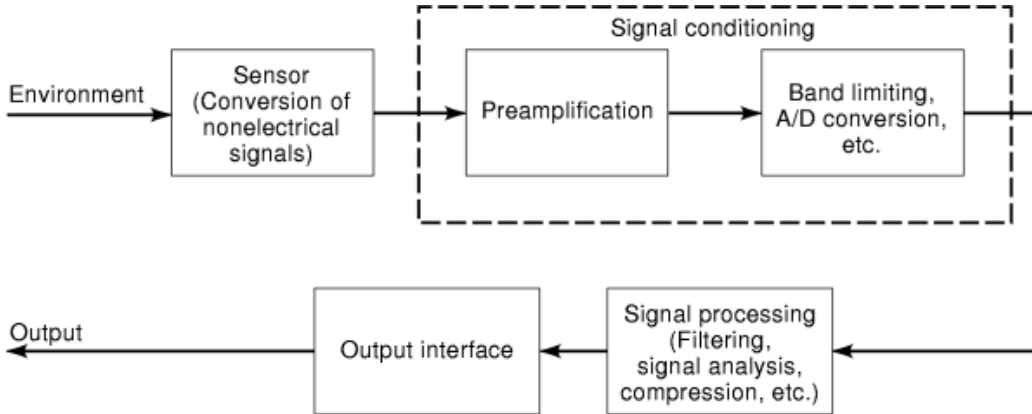 Signal conditioning
Environment
Sensor
(Conversion of
nonelectrical
signals)
Preamplification
Band limiting,
A/D conversion,
etc.
Output
Output interface
Signal processing
(Filtering,
signal analysis,
compression, etc.)